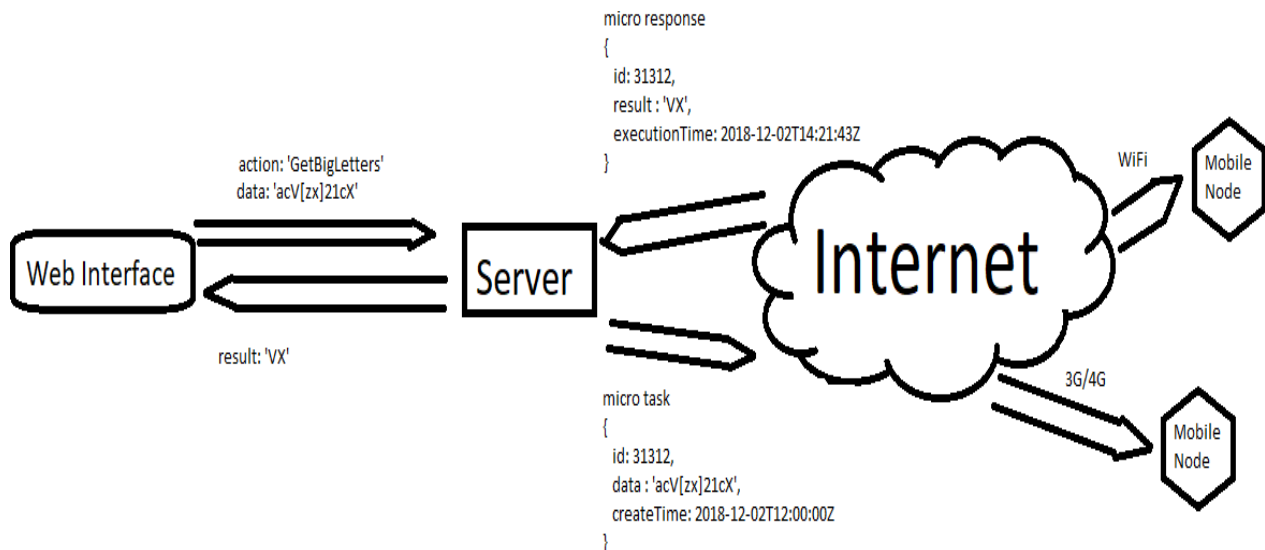 micro response
{
id: 31312,
result : 'VX',
executionTime: 2018-12-02T14:21:43Z
}
action: 'GetBigLetters'
data: 'acV[zx]21cX'
Web Interface
result: 'VX'
Server
Internet
WiFi
Mobile
Node
3G/4G
Mobile
Node
micro task
{
id: 31312,
data : 'acV[zx]21cX',
createTime: 2018-12-02T12:00:00Z
}